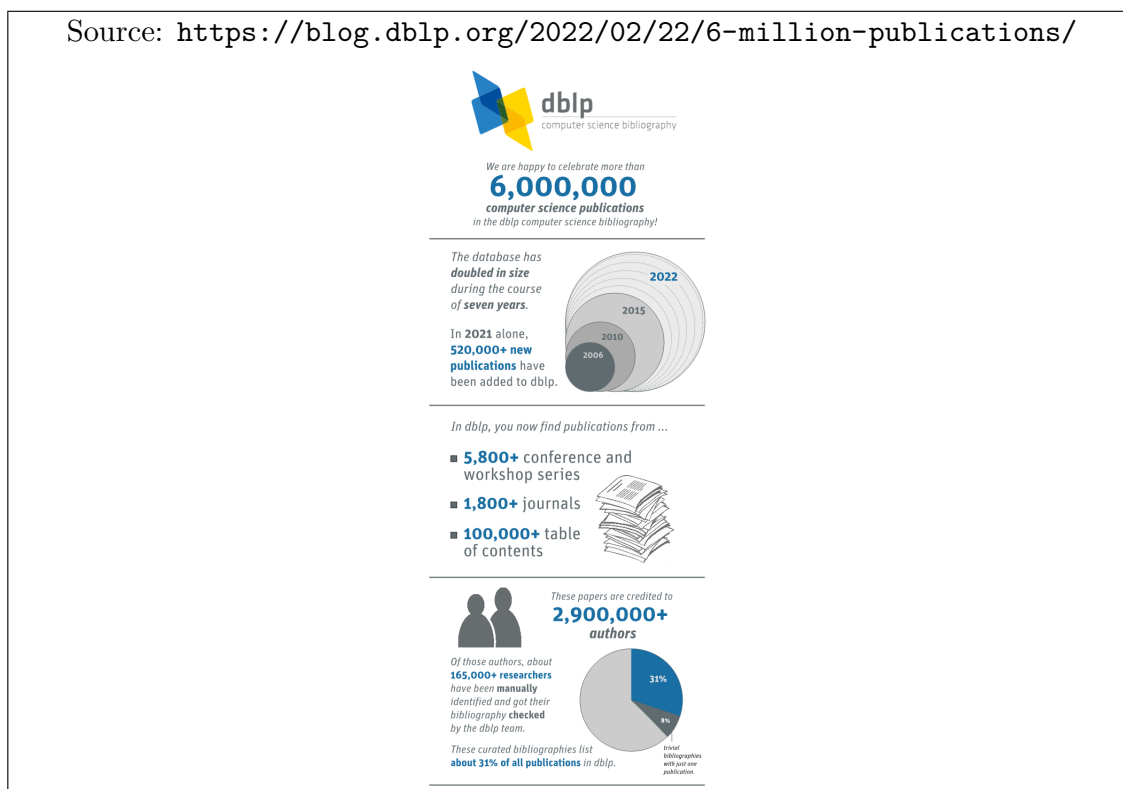 Source: https://blog.dblp.org/2022/02/22/6-million-publications/
dblp
computer science bibliography
We are happy to celebrate more than
6,000,000
computer science publications
in the dblp computer science bibliography!
The database has
doubled in size
during the course
of seven years.
In 2021 alone,
520,000+ new
publications have
been added to dblp.
2022
2015
2010
2006
In dblp, you now find publications from ...
5,800+ conference and
workshop series
1,800+ journals
100,000+ table
of contents
These papers are credited to
2,900,000+
authors
Of those authors, about
165,000+ researchers
have been manually
identified and got their
bibliography checked
by the dblp team.
These curated bibliographies list
about 31% of all publications in dblp.
31%
8%
trivial
bibliographies
with just one
publication.